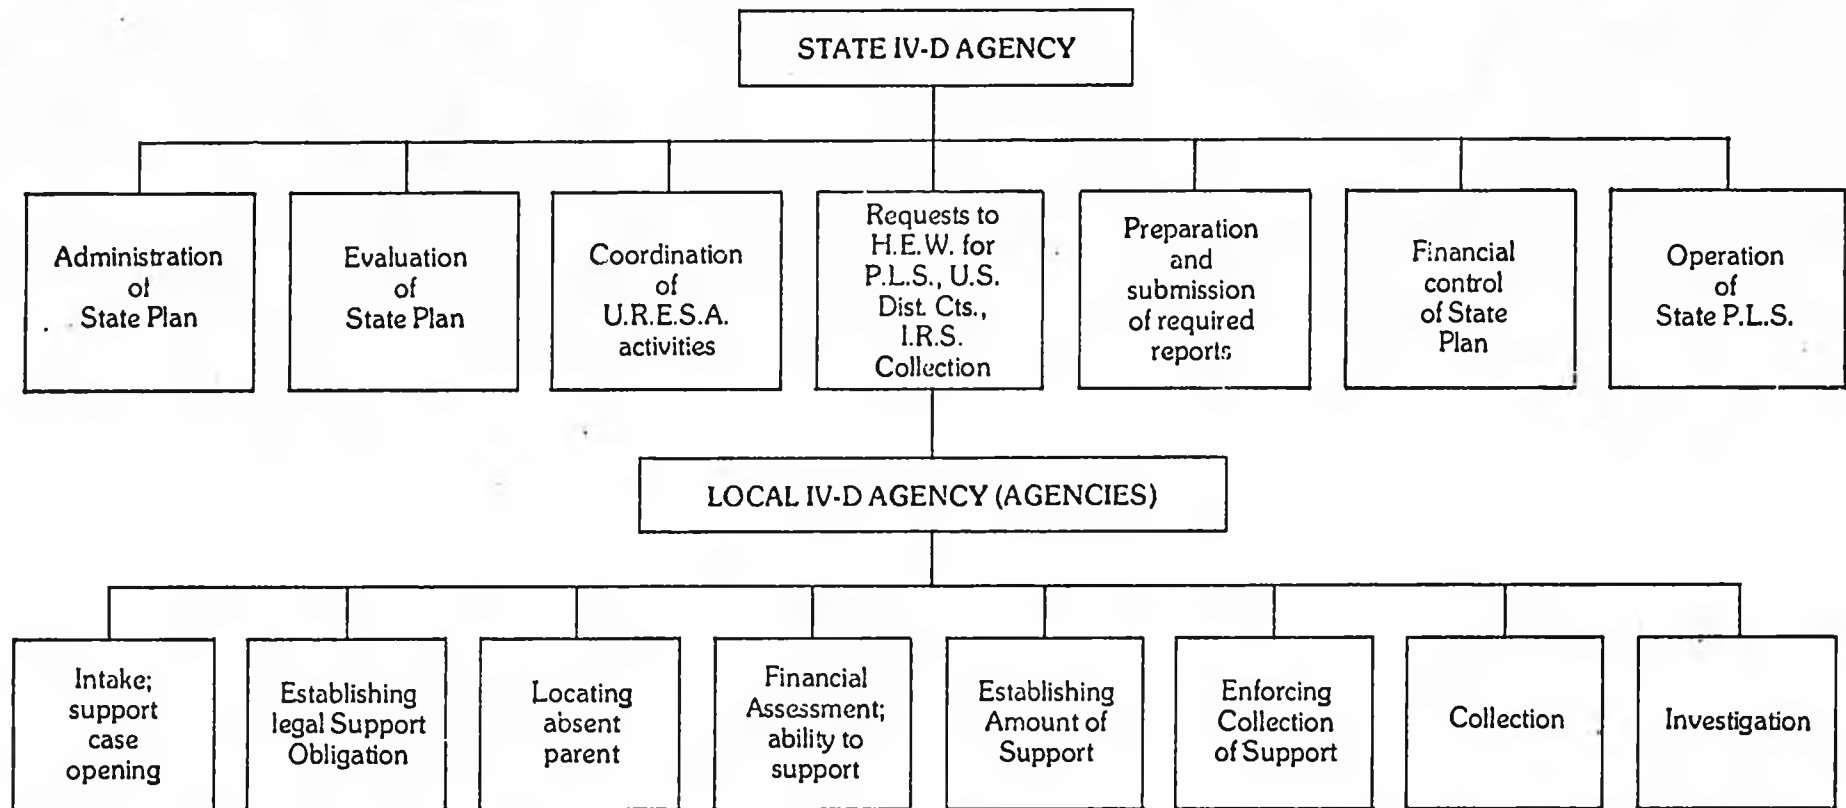 STATE IV-D AGENCY
Administration
of
State Plan
Evaluation
of
State Plan
Coordination
of
U.R.E.S.A.
activities
Requests to
H.E.W. for
P.L.S., U.S.
Dist. Cts.,
I.R.S.
Collection
Preparation
and
submission
of required
reports
Financial
control
of State
Plan
Operation
of
State P.L.S.
LOCAL IV-D AGENCY (AGENCIES)
Intake;
support
case
opening
Establishing
legal Support
Obligation
Locating
absent
parent
Financial
Assessment;
ability to
support
Establishing
Amount of
Support
Enforcing
Collection
of Support
Collection
Investigation